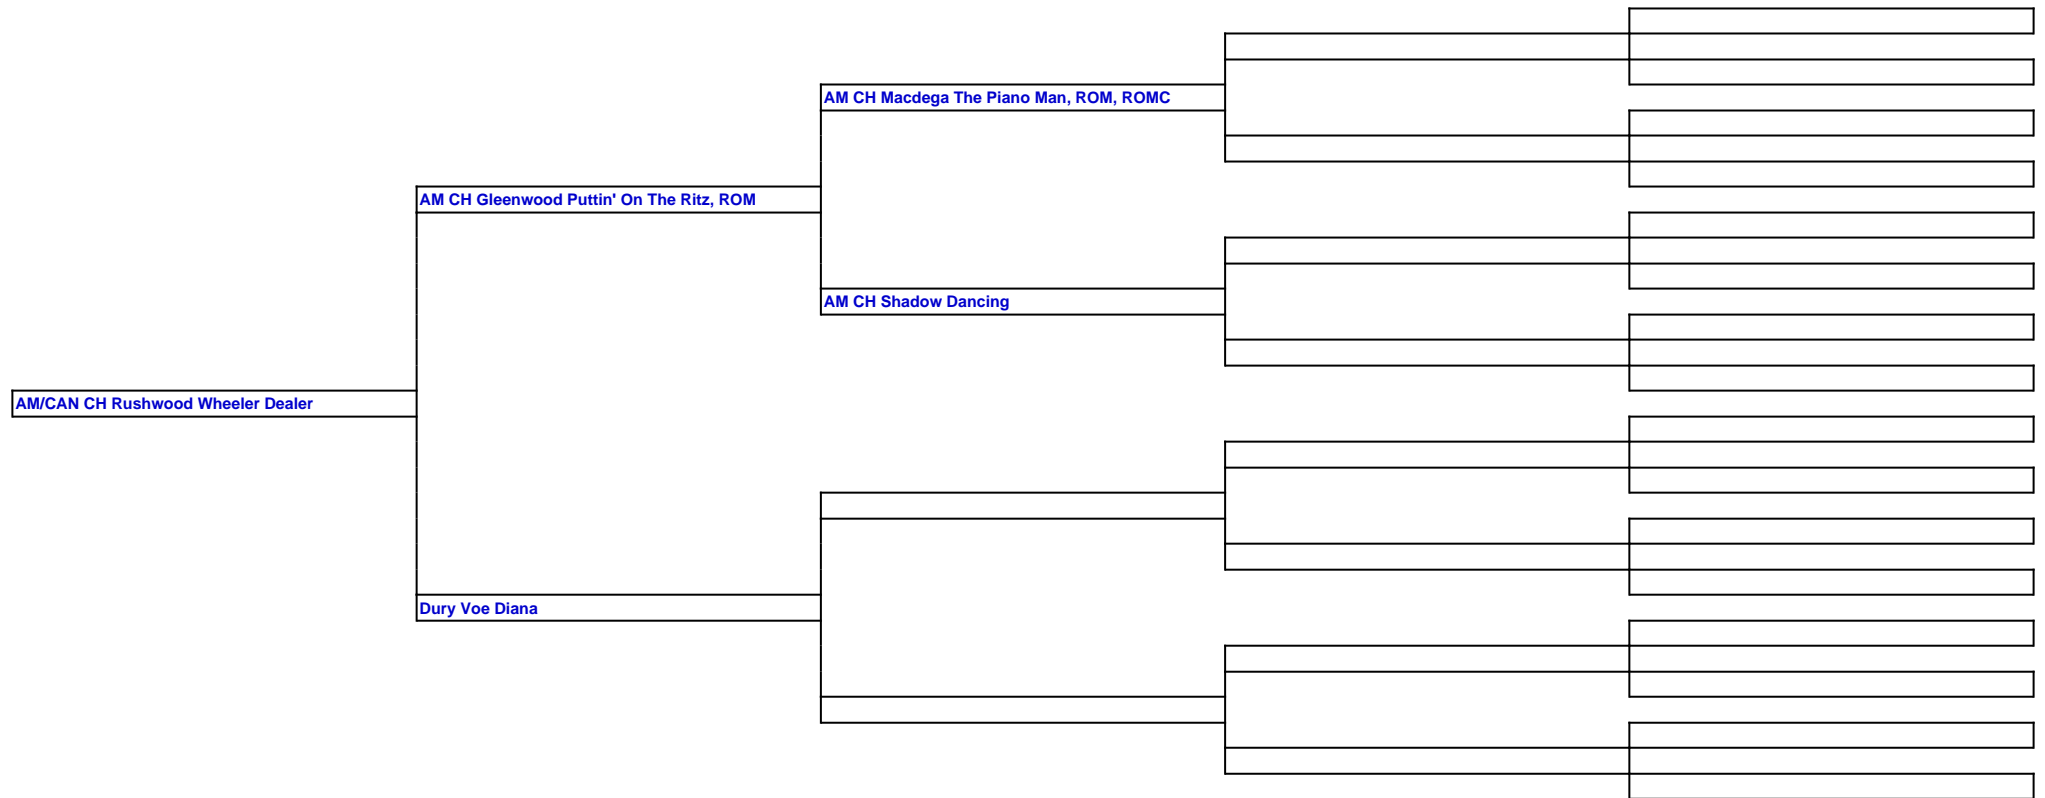 AM CH Macdega The Piano Man, ROM, ROMC
AM CH Gleenwood Puttin' On The Ritz, ROM
AM CH Shadow Dancing
AM/CAN CH Rushwood Wheeler Dealer
Dury Voe Diana